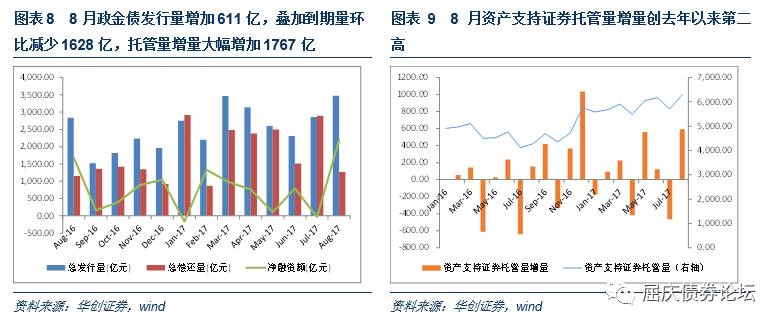 图表 8 8 月政金债发行量增加 611 亿，叠加到期量环
比减少 1628 亿，托管量增量大幅增加 1767 亿
4,000.00
3,500.00
3,000.00
2,500.00
2,000.00
1,500.00
1,000.00
500.00
0.00
-500.00
Aug-16
Sep-16
Oct-16
Nov-16
Dec-16
Jan-17
Feb-17
Mar-17
Apr-17
May-17
Jun-17
Jul-17
Aug-17
总发行量(亿元)
总偿还量(亿元)
净融资额(亿元)
资料来源：华创证券，wind
图表 9 8 月资产支持证券托管量增量创去年以来第二
高
1200.00
1000.00
800.00
600.00
400.00
200.00
0.00
-200.00
-400.00
-600.00
-800.00
7,000.00
6,000.00
5,000.00
4,000.00
3,000.00
2,000.00
1,000.00
0.00
Jan-16
Mar-16
May-16
Jul-16
Sep-16
Nov-16
Jan-17
Mar-17
May-17
Jul-17
资产支持证券托管量增量
资产支持证券托管量（右轴）
资料来源：华创证券，wind
屈庆债券论坛